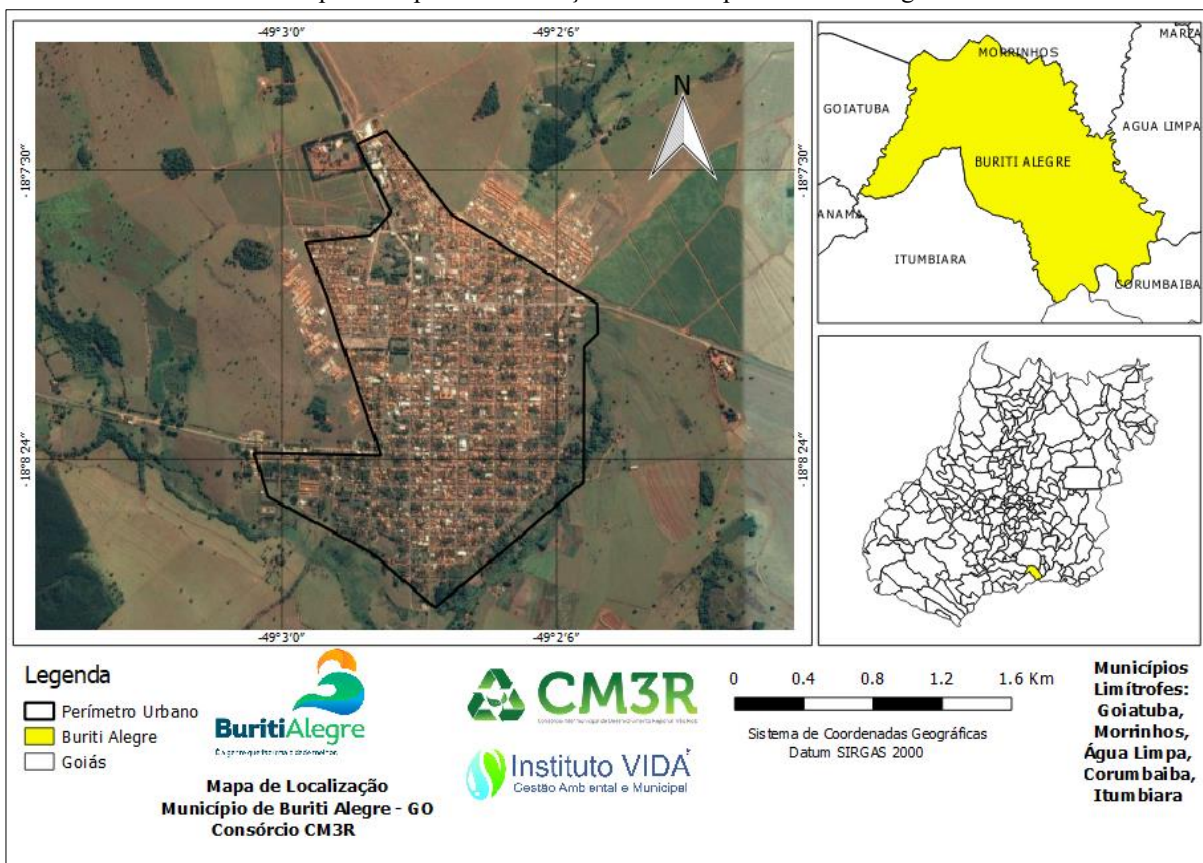 -49°3'0"
-49°2'6"
N
-18°7'30"
-18°8'24"
-18°7'30"
-18°8'24"
-49°3'0"
-49°2'6"
MORRINHOS
GOIATUBA
AGUA LIMPA
BURITI ALEGRE
ANAMA
ITUMBIARA
CORUMBAIBA
Legenda
Perímetro Urbano
Buriti Alegre
Goiás
BuritiAlegre
Mapa de Localização
Município de Buriti Alegre - GO
Consórcio CM3R
CM3R
Instituto VIDA
Gestão Ambiental e Municipal
0 0.4 0.8 1.2 1.6 Km
Sistema de Coordenadas Geográficas
Datum SIRGAS 2000
Municípios
Limítrofes:
Goiatuba,
Morrinhos,
Água Limpa,
Corumbaiba,
Itumbiara